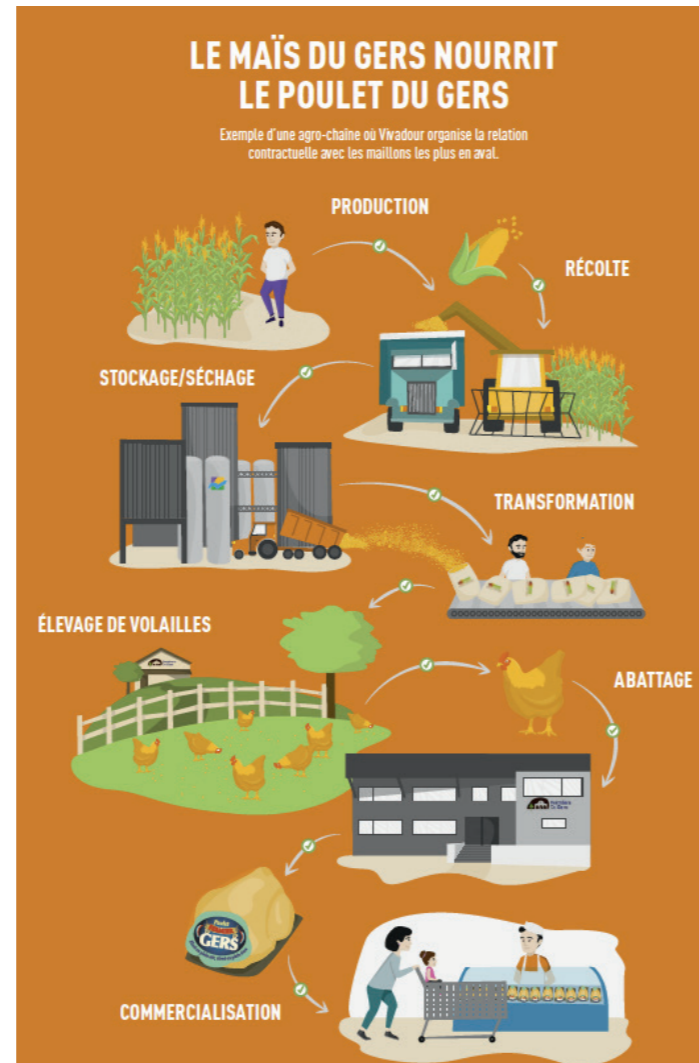 LE MAÏS DU GERS NOURRIT
LE POULET DU GERS
Exemple d'une agro-chaîne où Vivadour organise la relation
contractuelle avec les maillons les plus en aval.
PRODUCTION
RÉCOLTE
STOCKAGE/SÉCHAGE
TRANSFORMATION
ÉLEVAGE DE VOLAILLES
ABATTAGE
GERS
COMMERCIALISATION